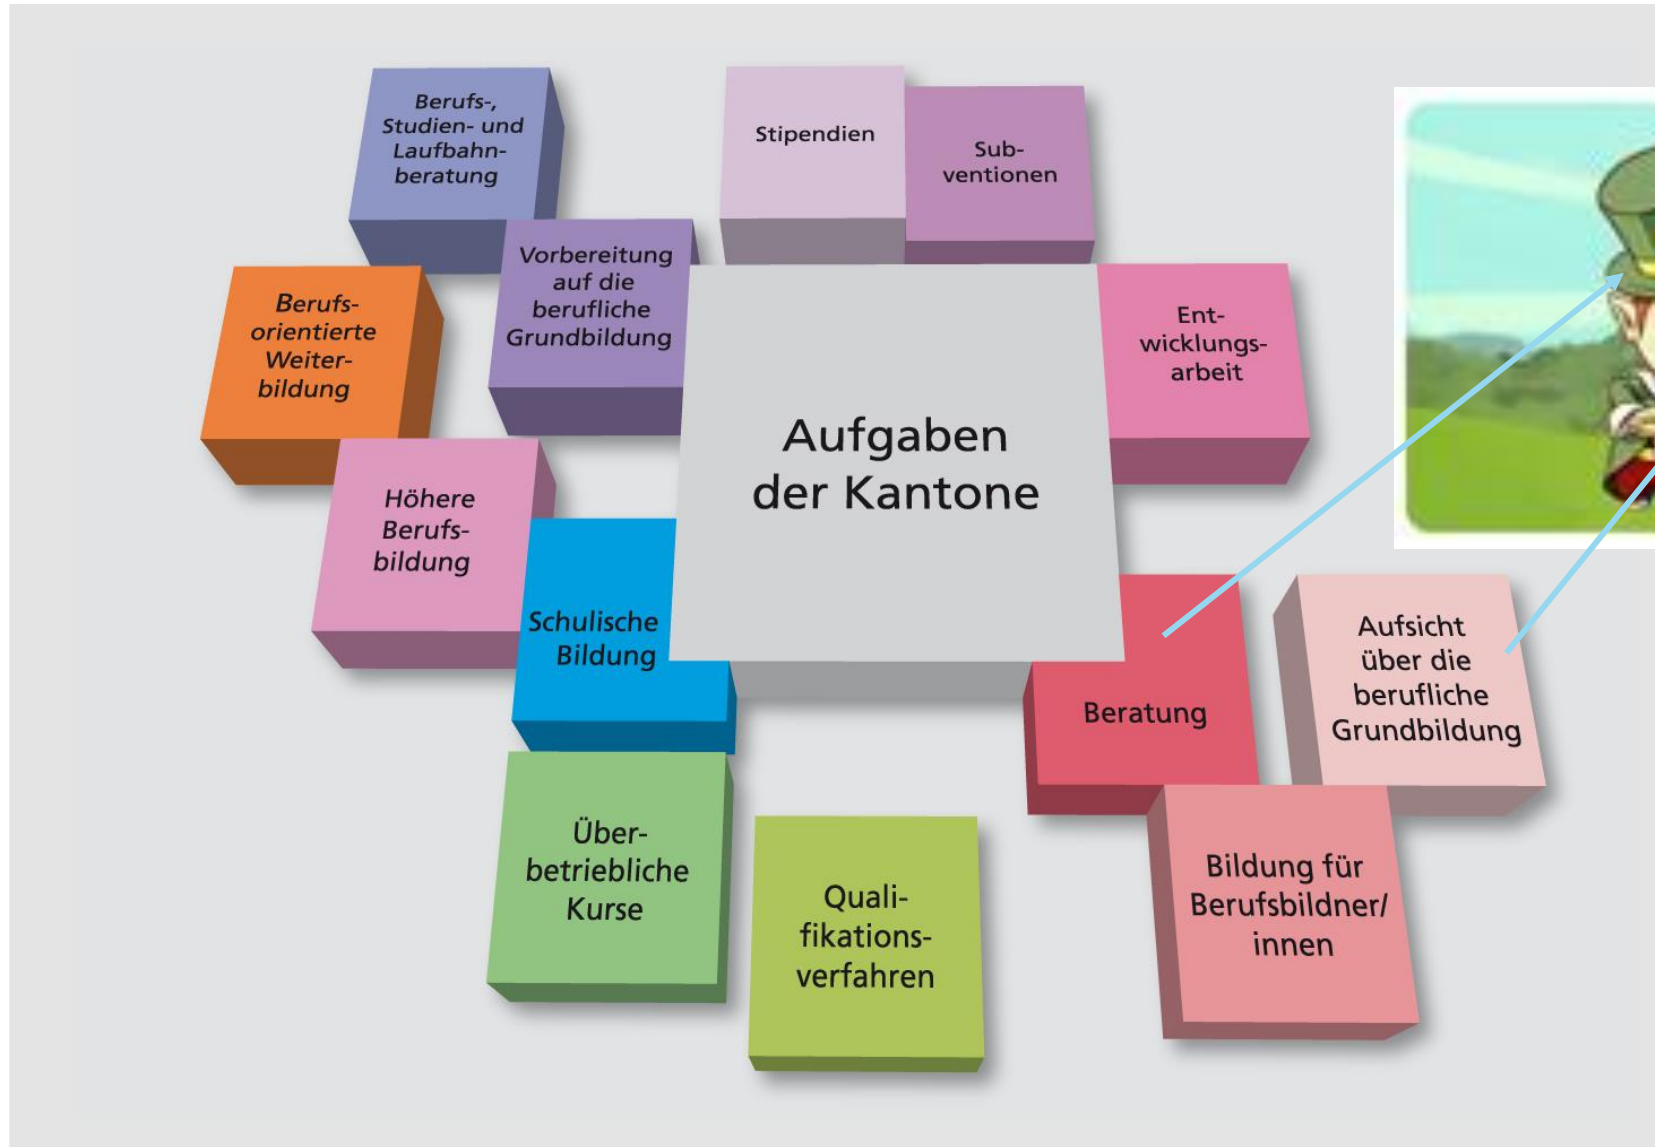 Berufs-,
Studien- und
Laufbahn-
beratung
Stipendien
Sub-
ventionen
Vorbereitung
auf die
berufliche
Grundbildung
Berufs-
orientierte
Weiter-
bildung
Ent-
wicklungs-
arbeit
Aufgaben
der Kantone
Höhere
Berufs-
bildung
Schulische
Bildung
Beratung
Aufsicht
über die
berufliche
Grundbildung
Über-
betriebliche
Kurse
Quali-
fikations-
verfahren
Bildung für
Berufsbildner/
innen